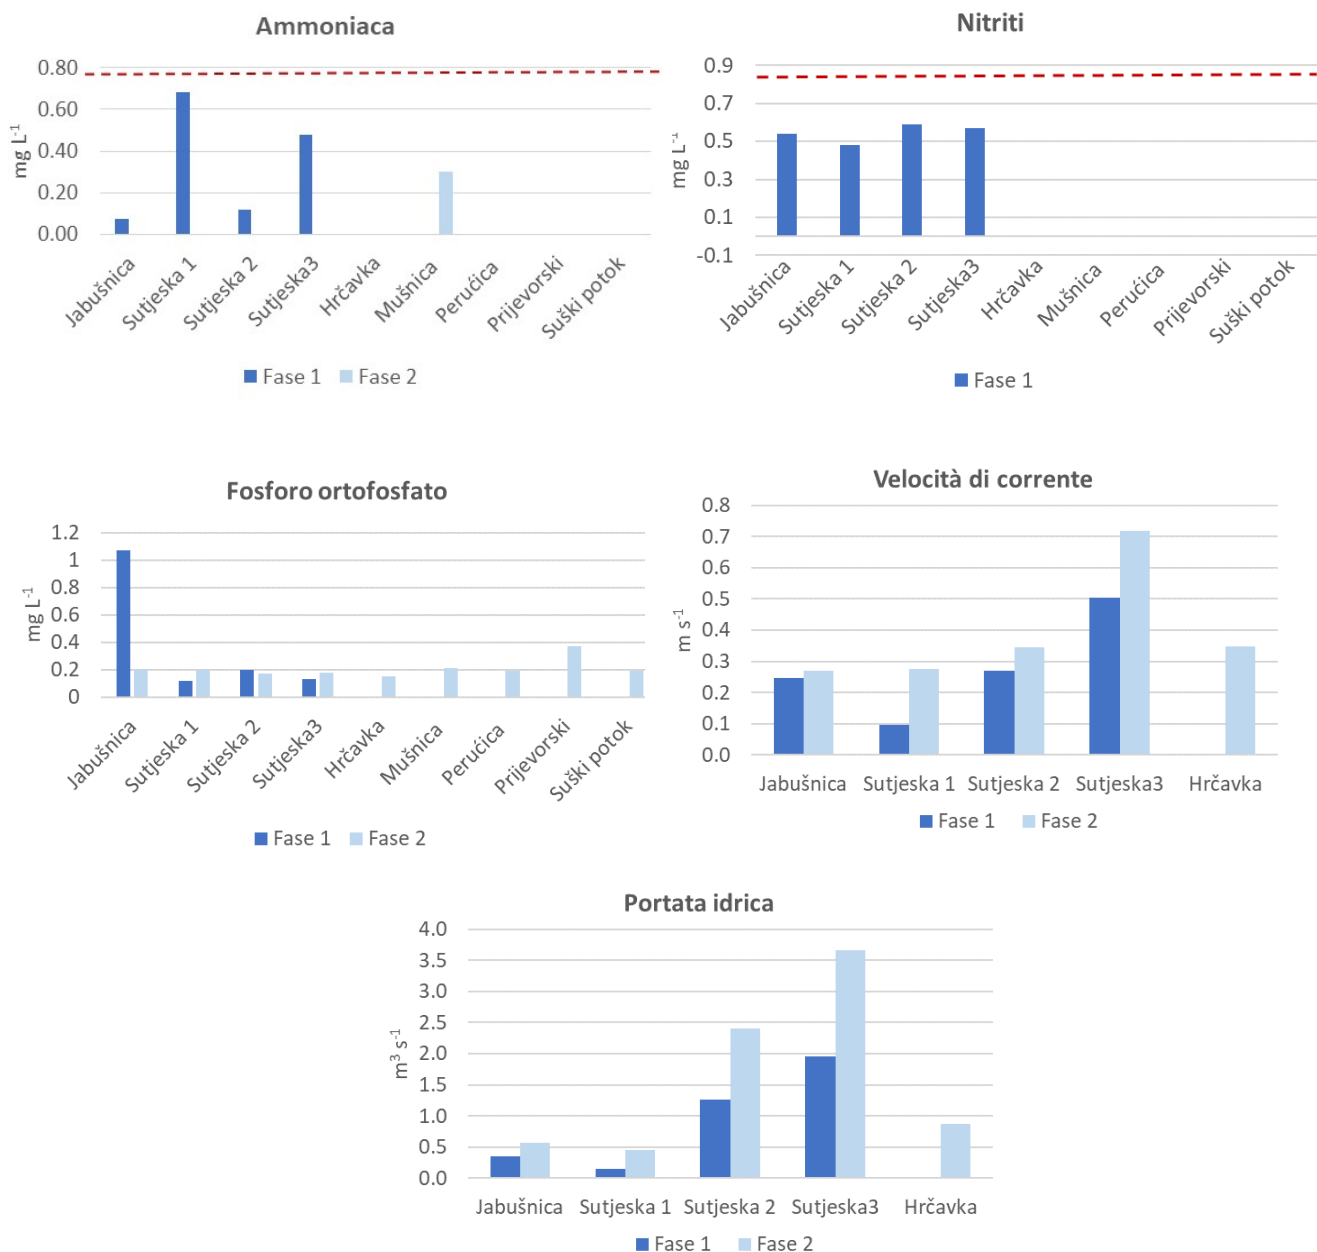 Ammoniaca
0.80
0.60
0.40
0.20
0.00
mg L-1
Jabušnica
Sutjeska 1
Sutjeska 2
Sutjeska3
Hrčavka
Mušnica
Perućica
Prijevorski
Suški potok
Fase 1 Fase 2
Nitriti
0.9
0.7
0.5
0.3
0.1
-0.1
mg L-1
Jabušnica
Sutjeska 1
Sutjeska 2
Sutjeska3
Hrčavka
Mušnica
Perućica
Prijevorski
Suški potok
Fase 1
Fosforo ortofosfato
1.2
1
0.8
0.6
0.4
0.2
0
mg L-1
Jabušnica
Sutjeska 1
Sutjeska 2
Sutjeska3
Hrčavka
Mušnica
Perućica
Prijevorski
Suški potok
Fase 1 Fase 2
Velocità di corrente
0.8
0.7
0.6
0.5
0.4
0.3
0.2
0.1
0.0
m s-1
Jabušnica Sutjeska 1 Sutjeska 2 Sutjeska3 Hrčavka
Fase 1 Fase 2
Portata idrica
4.0
3.5
3.0
2.5
2.0
1.5
1.0
0.5
0.0
m³ s-1
Jabušnica Sutjeska 1 Sutjeska 2 Sutjeska3 Hrčavka
Fase 1 Fase 2